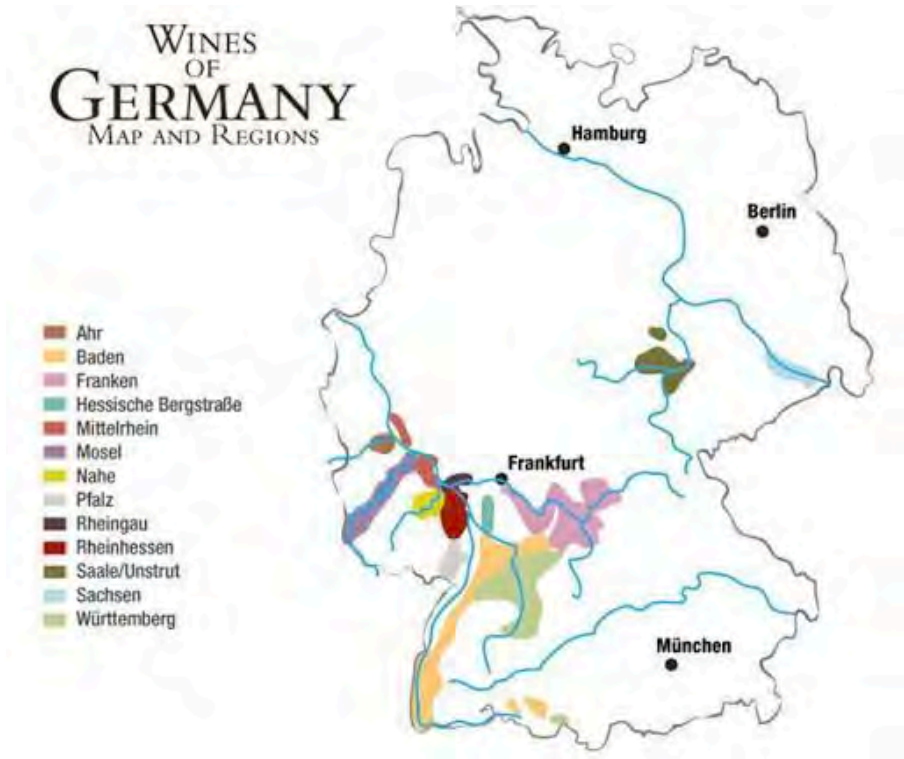 WINES
OF
GERMANY
MAP AND REGIONS
Hamburg
Berlin
Ahr
Baden
Franken
Hessische Bergstraße
Mittelrhein
Mosel
Nahe
Pfalz
Rheingau
Rheinhessen
Saale/Unstrut
Sachsen
Württemberg
Frankfurt
München